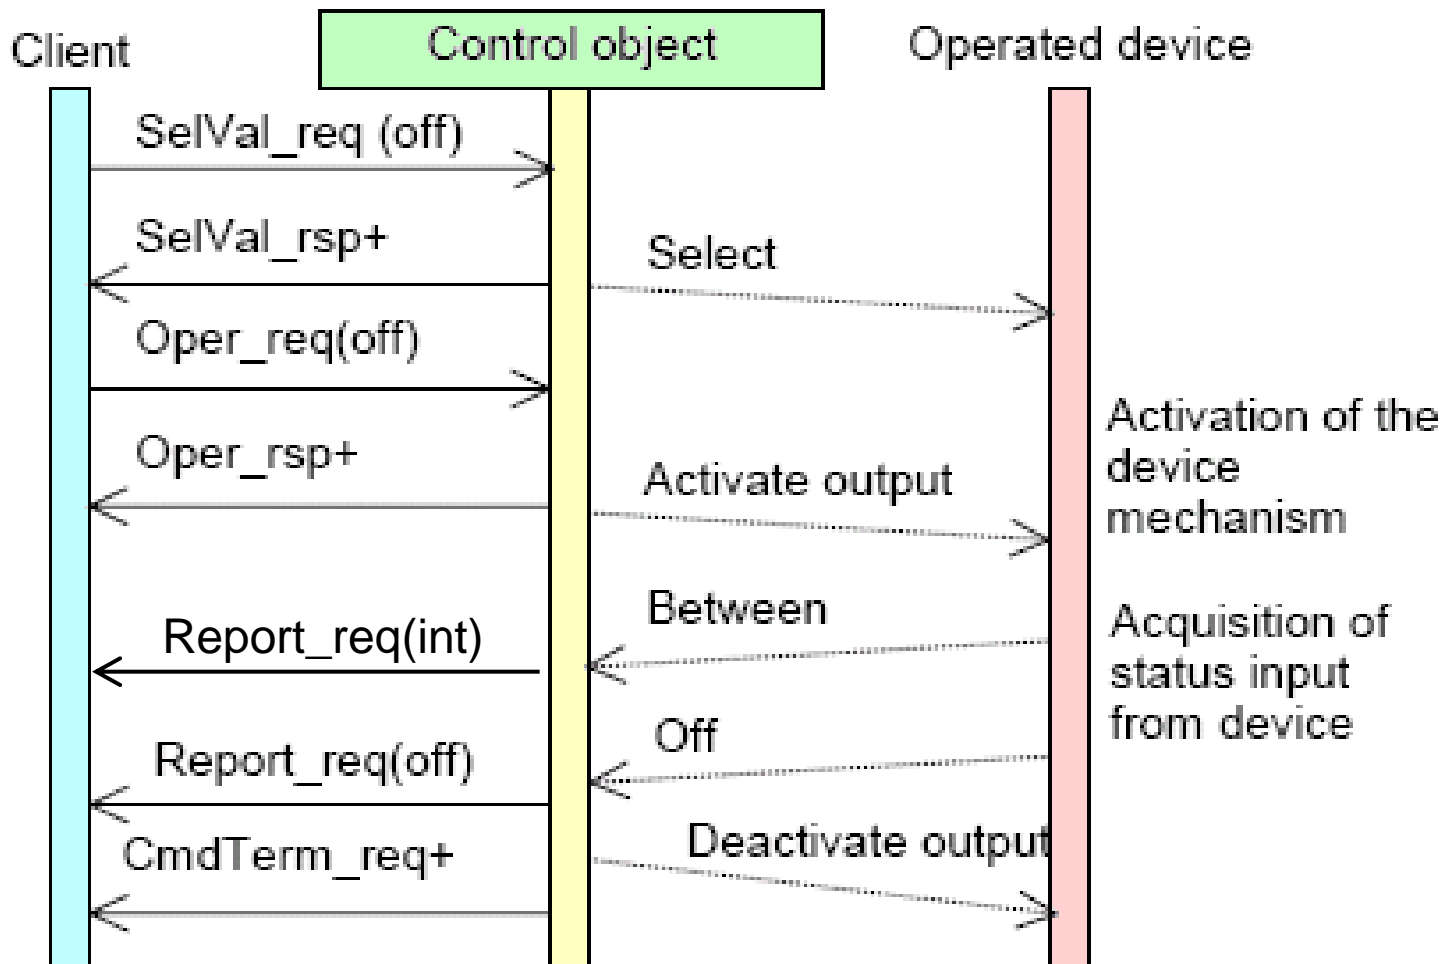 Client
Control object
Operated device
SelVal_req (off)
SelVal_rsp+
Select
Oper_req(off)
Oper_rsp+
Activate output
Activation of the
device
mechanism
Between
Report_req(int)
Acquisition of
status input
from device
Off
Report_req(off)
Deactivate output
CmdTerm_req+